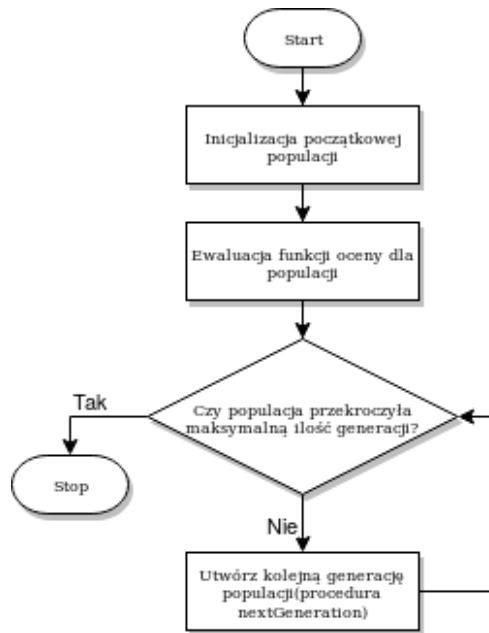 Start
Inicjalizacja początkowej
populacji
Ewaluacja funkcji oceny dla
populacji
Czy populacja przekroczyła
maksymalną ilość generacji?
Tak
Stop
Nie
Utwórz kolejną generację
populacji(procedura
nextGeneration)